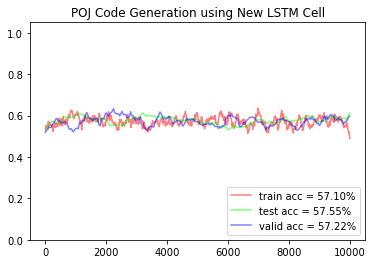 POJ Code Generation using New LSTM Cell
1.0
0.8
0.6
0.4
0.2
0.0
train acc = 57.10%
test acc = 57.55%
valid acc = 57.22%
0 2000 4000 6000 8000 10000